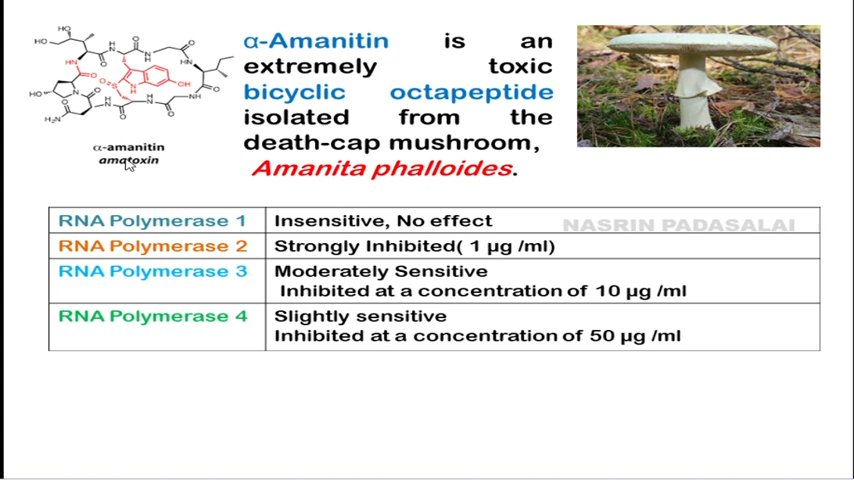 α-Amanitin is an
extremely toxic
bicyclic octapeptide
isolated from the
death-cap mushroom,
Amanita phalloides.
α-amanitin
amatoxin
RNA Polymerase 1 Insensitive, No effect
NASRIN PADASALAI
RNA Polymerase 2 Strongly Inhibited( 1 µg /ml)
RNA Polymerase 3 Moderately Sensitive
Inhibited at a concentration of 10 µg /ml
RNA Polymerase 4 Slightly sensitive
Inhibited at a concentration of 50 µg /ml